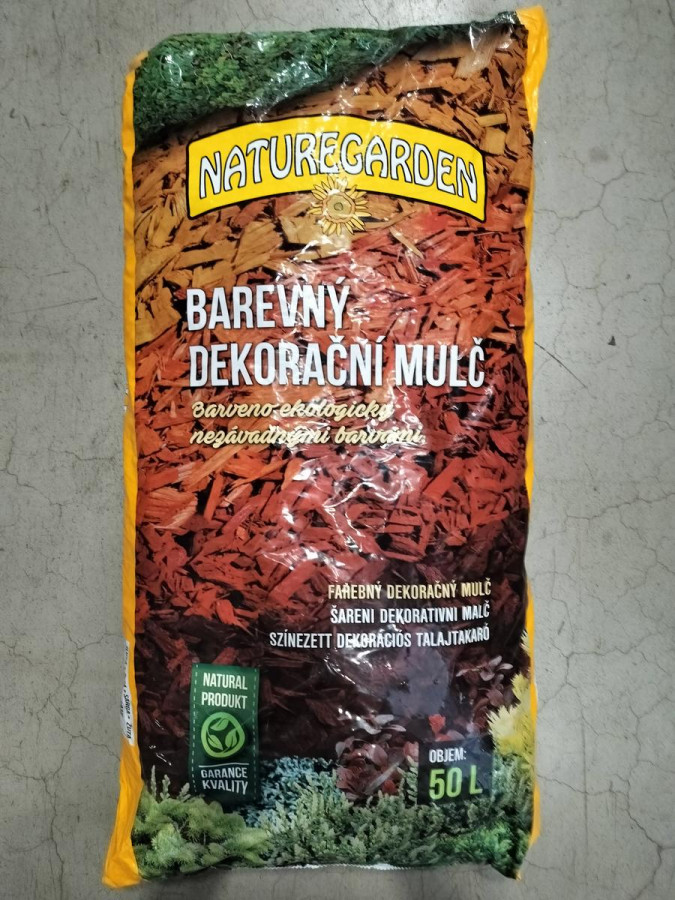 NATUREGARDEN
BAREVNÝ
DEKORAČNÍ MULČ
Barveno ekologicky
nezávadnými barvami.
FAREBNÝ DEKORAČNÝ MULČ
ŠARENI DEKORATIVNI MALČ
SZÍNEZETT DEKORÁCIÓS TALAJTAKARÓ
NATURAL
PRODUKT
GARANCE
KVALITY
OBJEM:
50 L